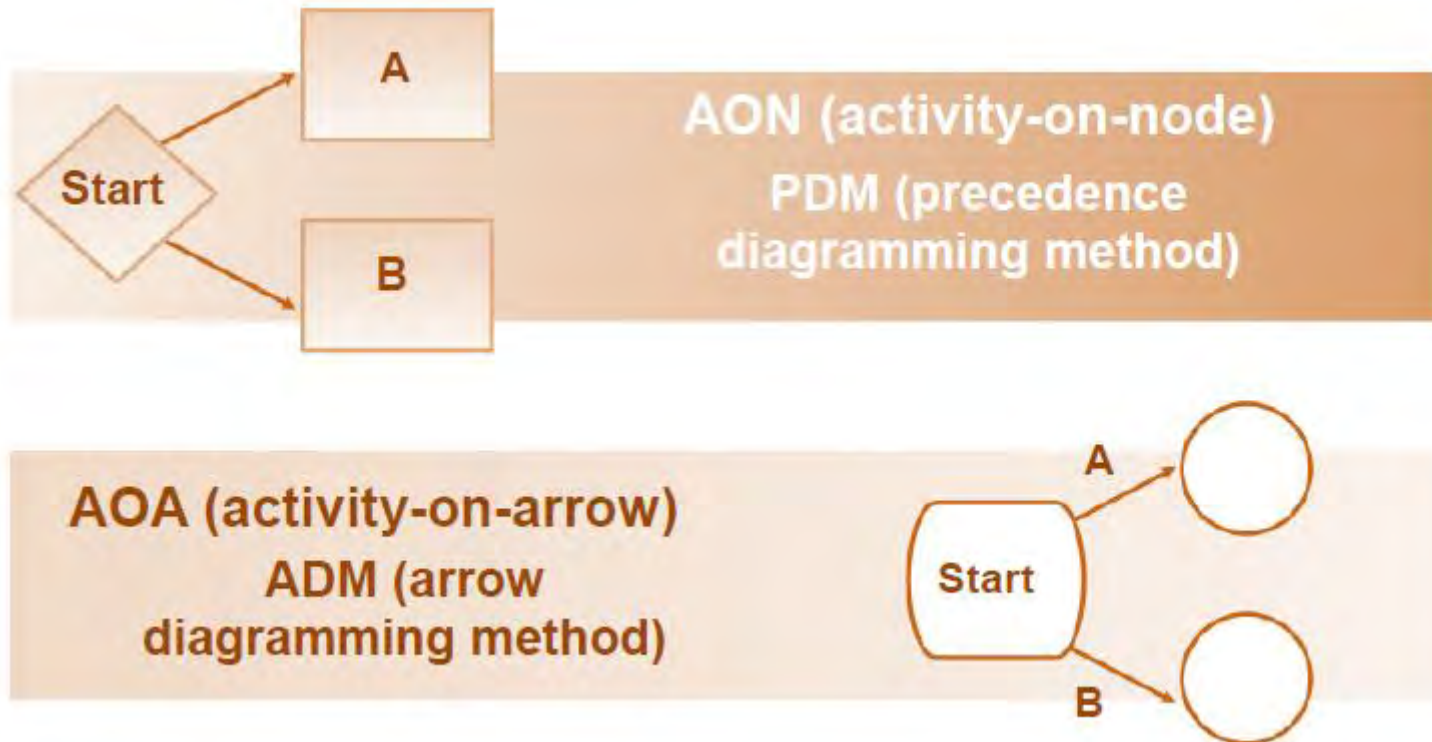 A
Start
B
AON (activity-on-node)
PDM (precedence
diagramming method)
AOA (activity-on-arrow)
ADM (arrow
diagramming method)
A
Start
B